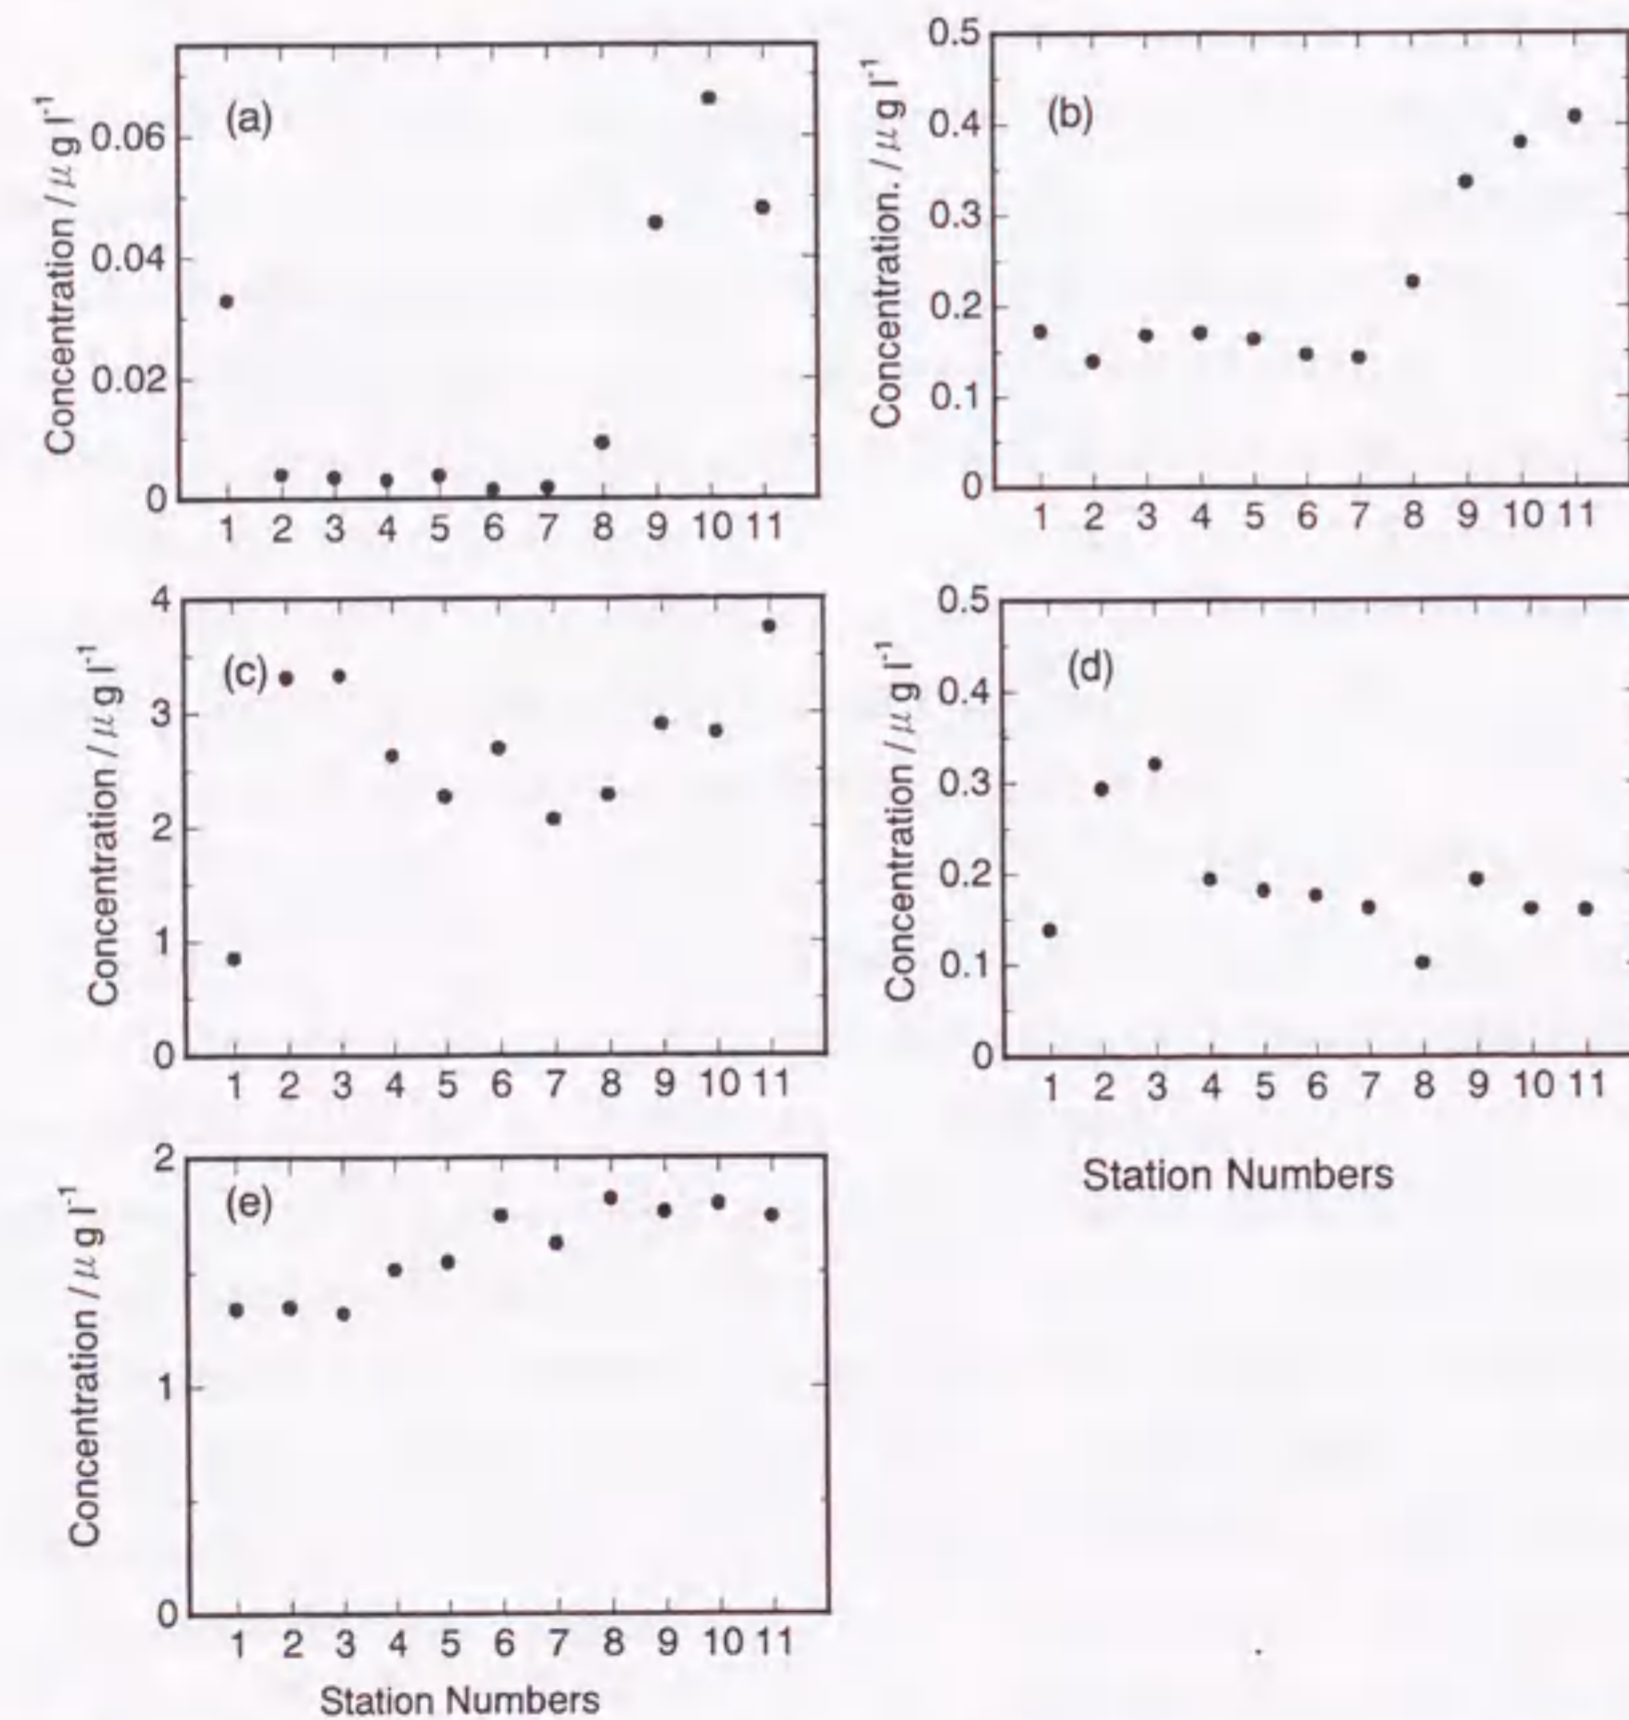 (a)
Concentration / μg l⁻¹
0.06
0.04
0.02
0
1 2 3 4 5 6 7 8 9 10 11
(b)
Concentration. / μg l⁻¹
0.5
0.4
0.3
0.2
0.1
0
1 2 3 4 5 6 7 8 9 10 11
(c)
Concentration / μg l⁻¹
4
3
2
1
0
1 2 3 4 5 6 7 8 9 10 11
(d)
Concentration / μg l⁻¹
0.5
0.4
0.3
0.2
0.1
0
1 2 3 4 5 6 7 8 9 10 11
Station Numbers
(e)
Concentration / μg l⁻¹
2
1
0
1 2 3 4 5 6 7 8 9 10 11
Station Numbers